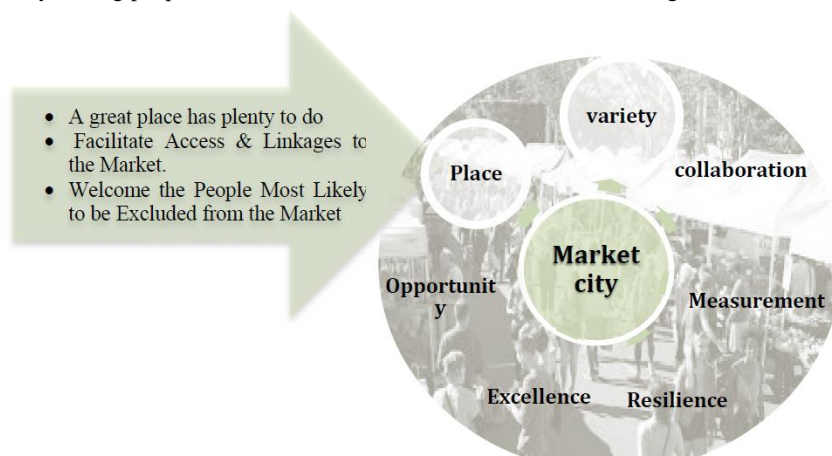 • A great place has plenty to do
• Facilitate Access & Linkages to
the Market.
• Welcome the People Most Likely
to be Excluded from the Market
variety
Place
collaboration
Market
city
Opportunit
y
Measurement
Excellence
Resilience